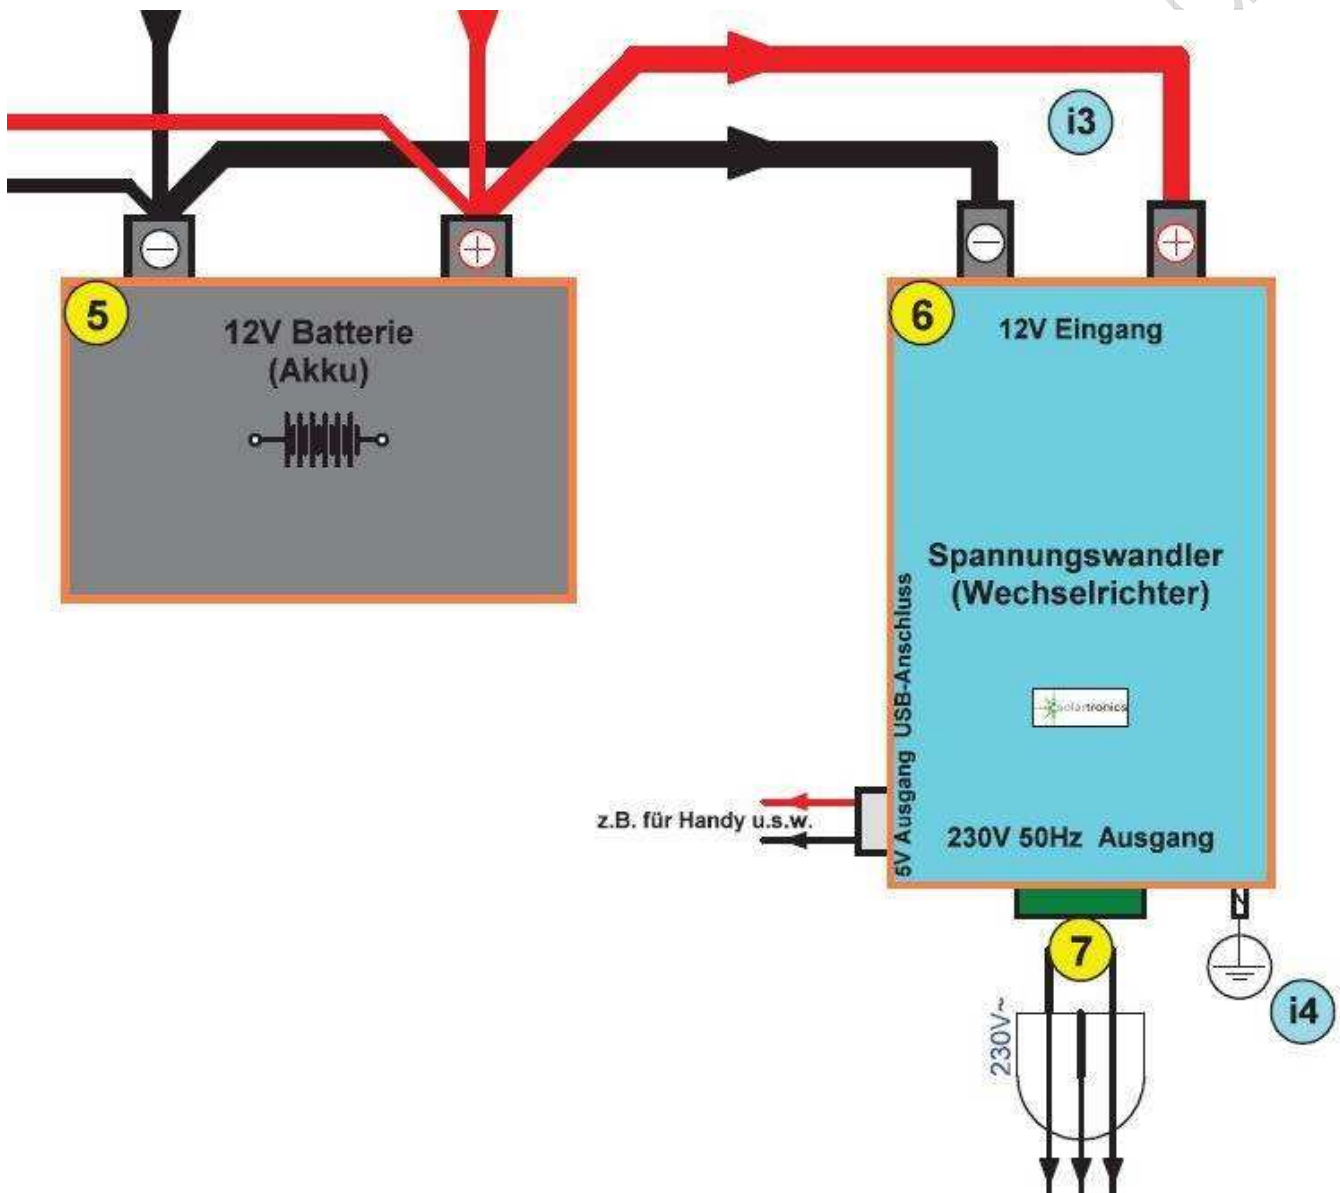 i3
5
12V Batterie
(Akku)
6
12V Eingang
Spannungswandler
(Wechselrichter)
solartronics
5V Ausgang USB-Anschluss
z.B. für Handy u.s.w.
230V 50Hz Ausgang
7
230V~
i4